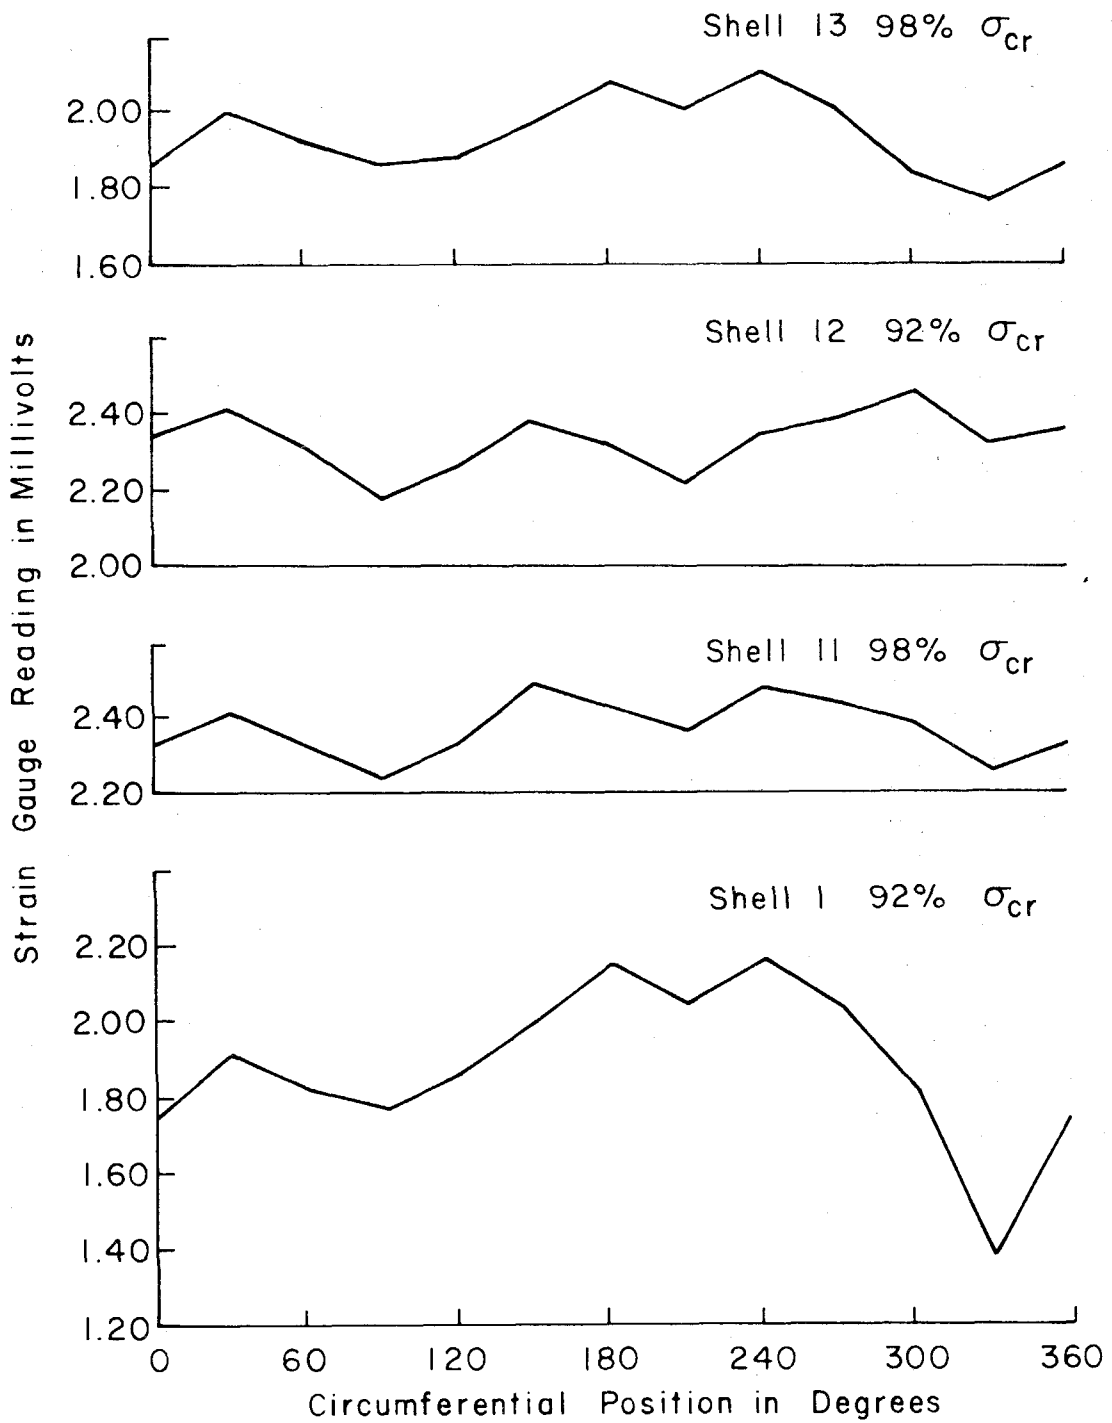 Shell 13 98% σcr
2.00
1.80
1.60
Shell 12 92% σcr
2.40
2.20
2.00
Shell 11 98% σcr
2.40
2.20
Shell 1 92% σcr
2.20
2.00
1.80
1.60
1.40
1.20
0 60 120 180 240 300 360
Circumferential Position in Degrees
Strain Gauge Reading in Millivolts